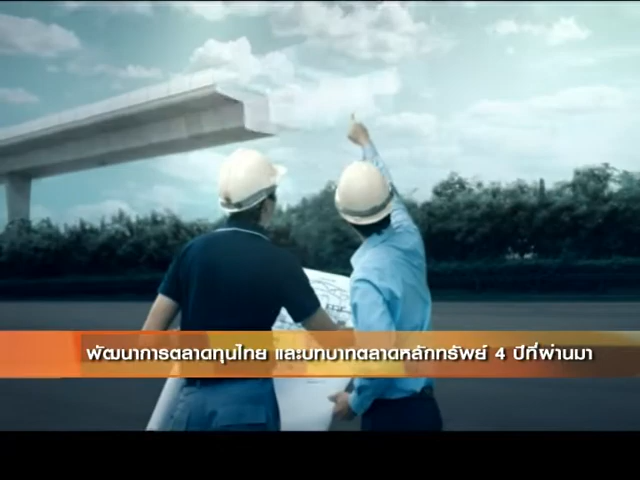 พัฒนาการตลาดทุนไทย และบทบาทตลาดหลักทรัพย์ 4 ปีที่ผ่านมา